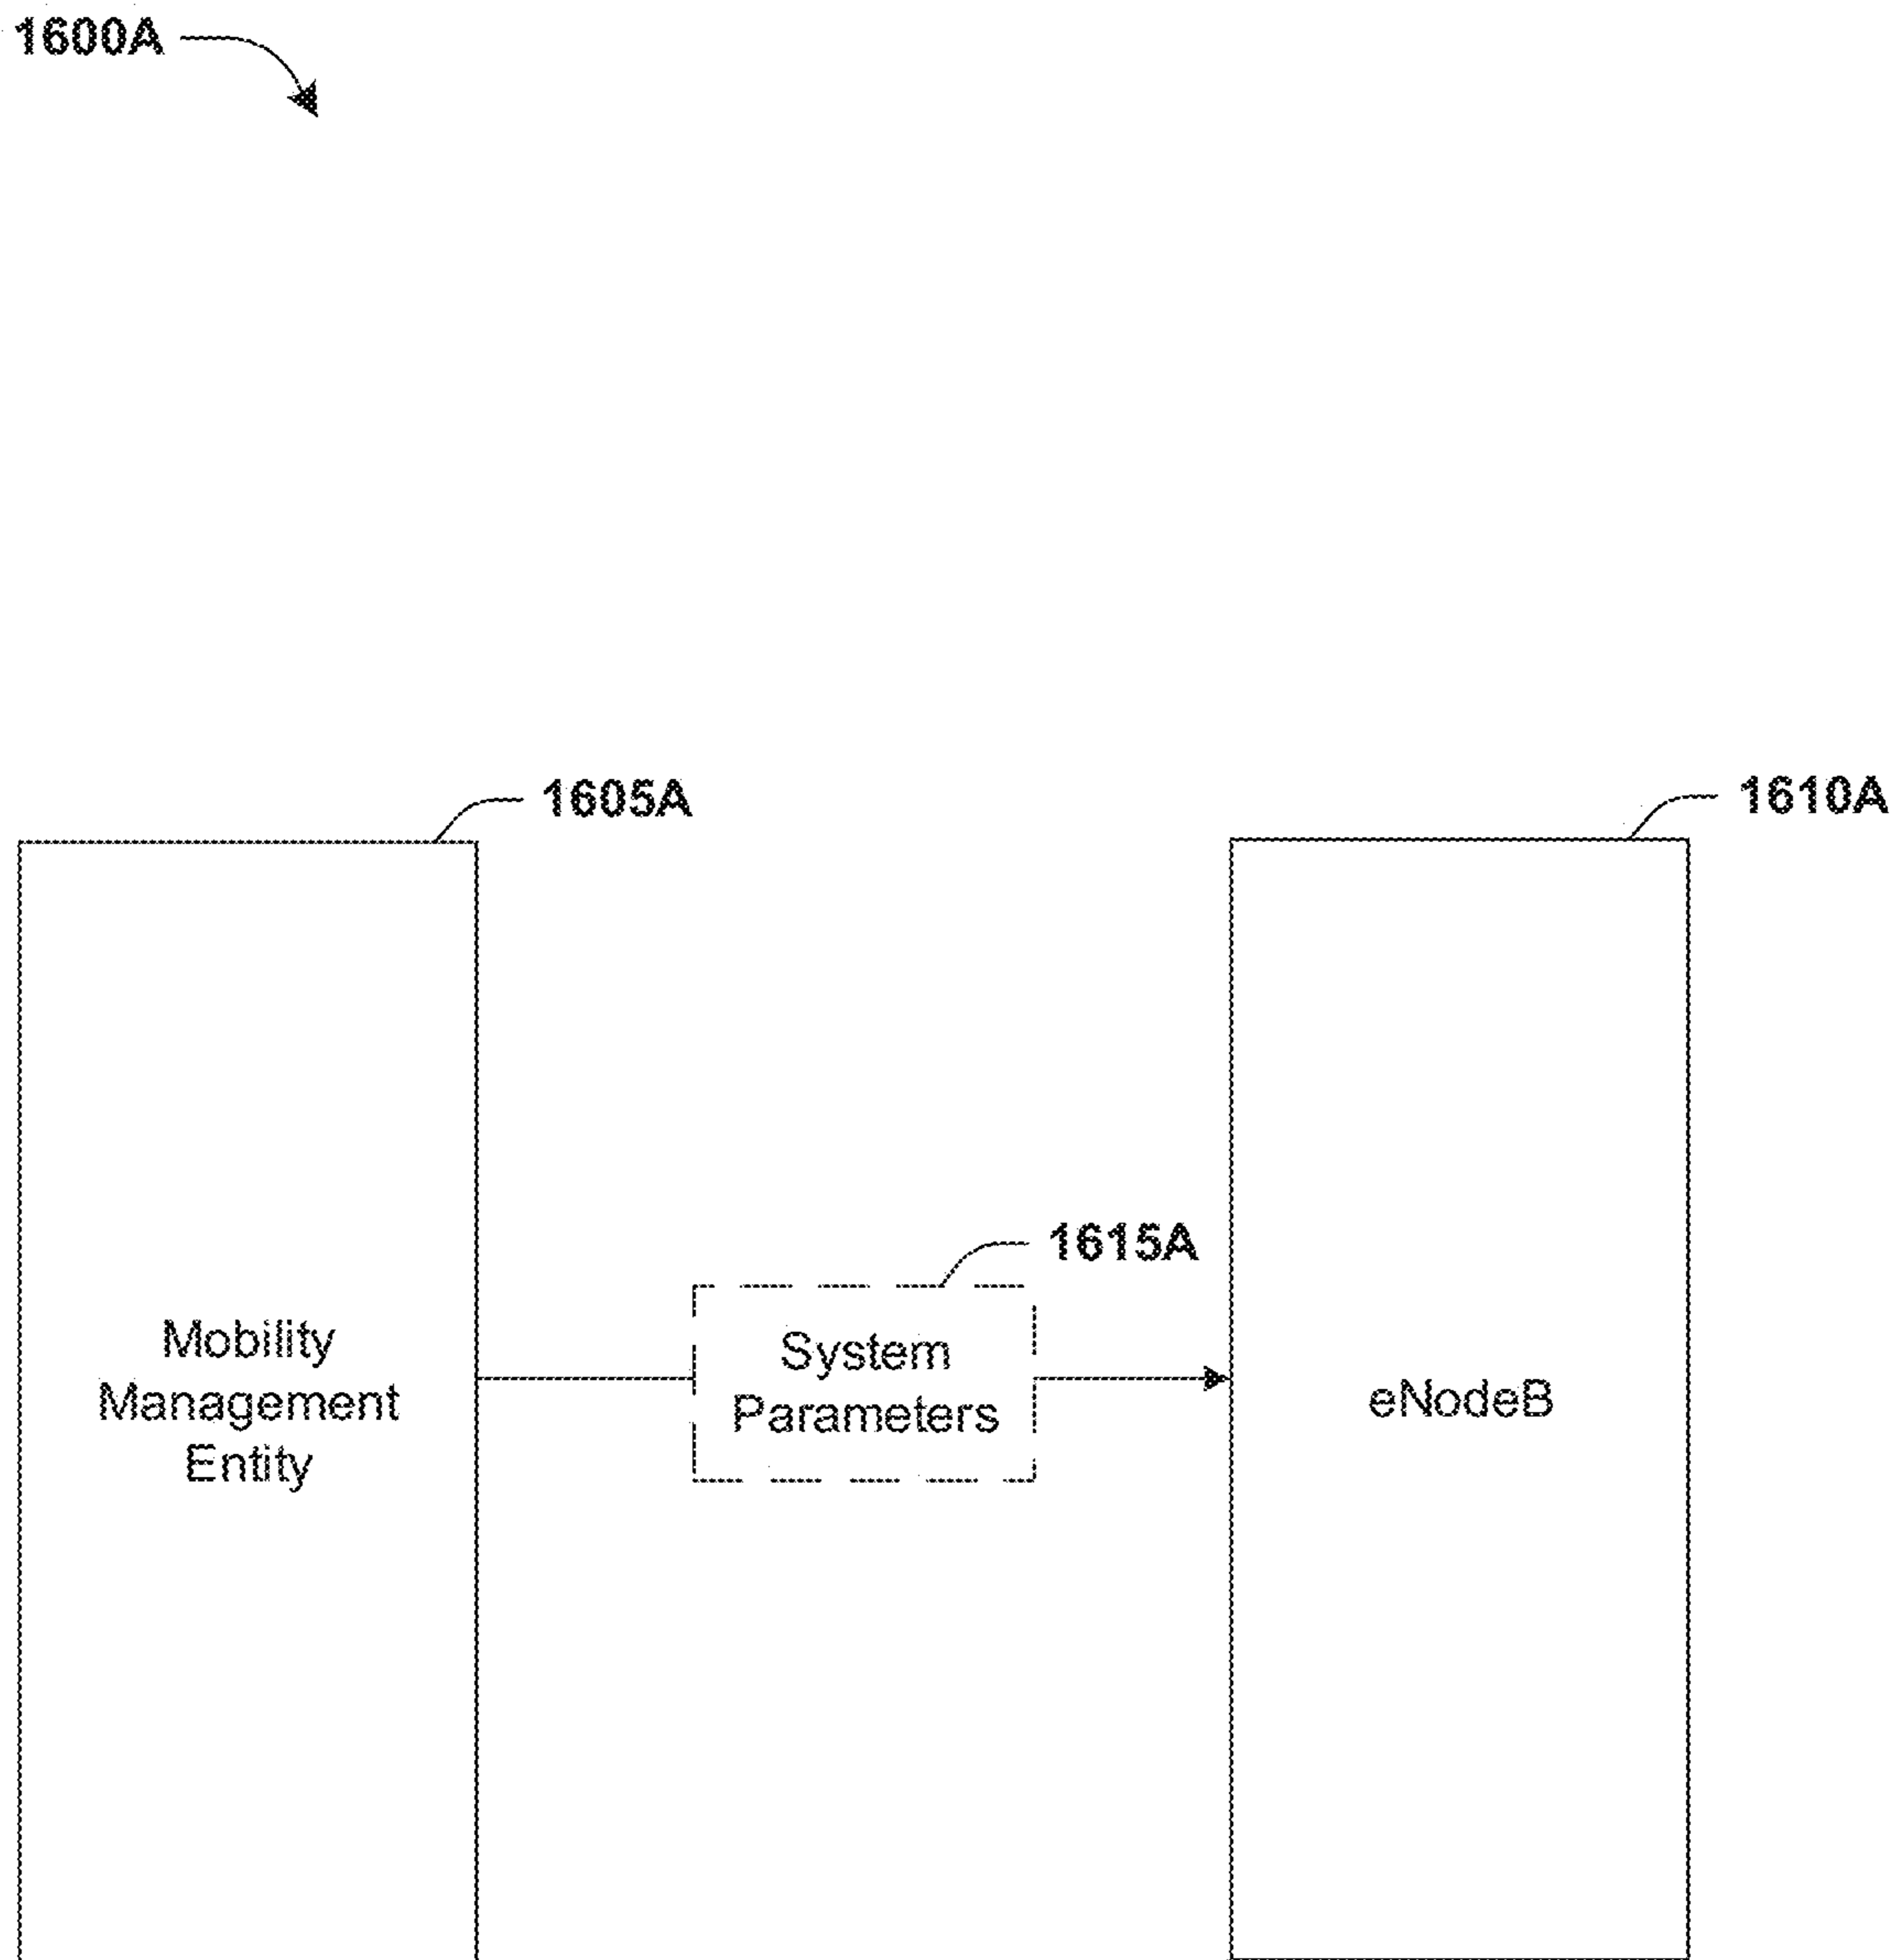 1600A
1605A
1610A
1615A
Mobility
Management
Entity
System
Parameters
eNodeB